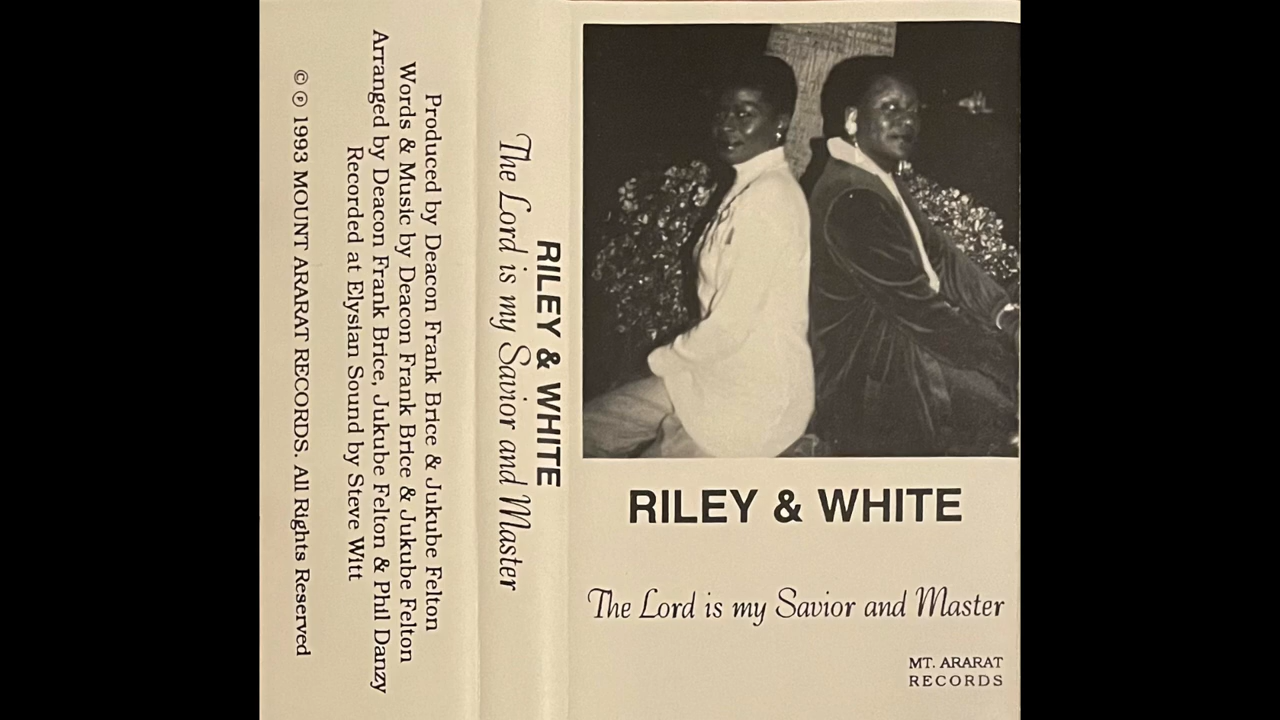 Produced by Deacon Frank Brice & Jukube Felton
Words & Music by Deacon Frank Brice & Jukube Felton
Arranged by Deacon Frank Brice, Jukube Felton & Phil Danzy
Recorded at Elysian Sound by Steve Witt
© ℗ 1993 MOUNT ARARAT RECORDS. All Rights Reserved
RILEY & WHITE
The Lord is my Savior and Master
RILEY & WHITE
The Lord is my Savior and Master
MT. ARARAT
RECORDS